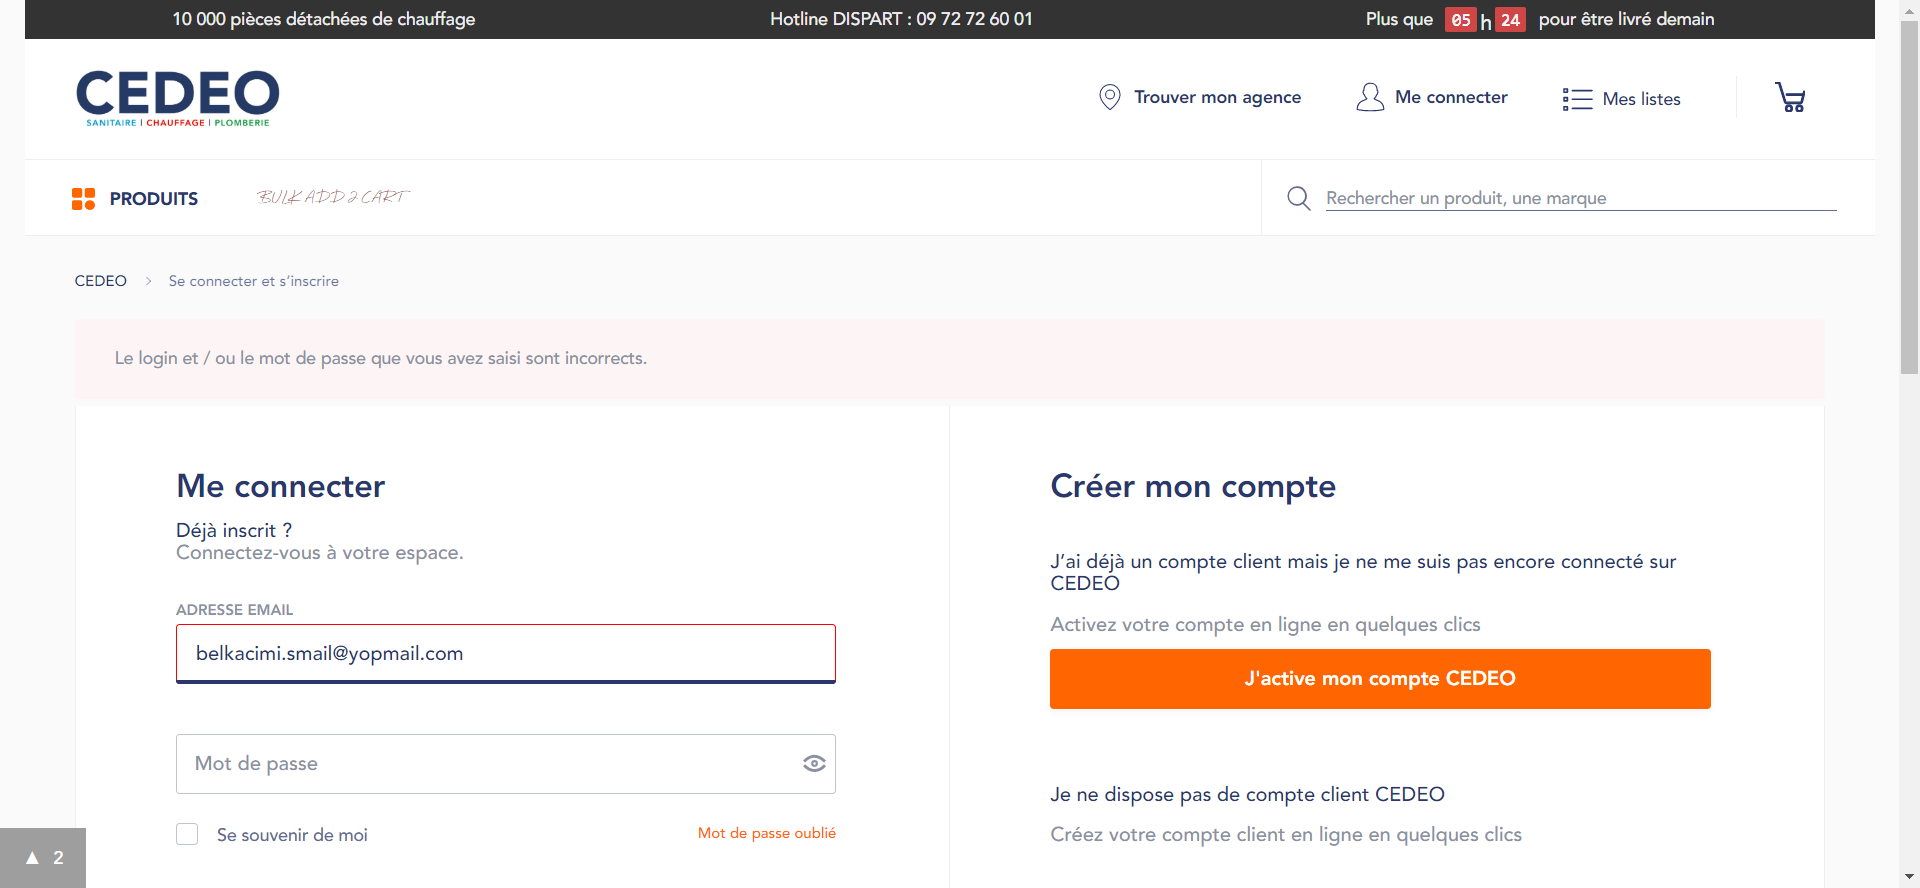 10 000 pièces détachées de chauffage
Hotline DISPART : 09 72 72 60 01
Plus que 05 h 24 pour être livré demain
CEDEO
SANITAIRE | CHAUFFAGE | PLOMBERIE
Trouver mon agence
Me connecter
Mes listes
PRODUITS
BULK ADD 2 CART
Rechercher un produit, une marque
CEDEO > Se connecter et s’inscrire
Le login et / ou le mot de passe que vous avez saisi sont incorrects.
Me connecter
Déjà inscrit ?
Connectez-vous à votre espace.
ADRESSE EMAIL
belkacimi.smail@yopmail.com
Mot de passe
Se souvenir de moi
Mot de passe oublié
Créer mon compte
J’ai déjà un compte client mais je ne me suis pas encore connecté sur
CEDEO
Activez votre compte en ligne en quelques clics
J'active mon compte CEDEO
Je ne dispose pas de compte client CEDEO
Créez votre compte client en ligne en quelques clics
▲ 2